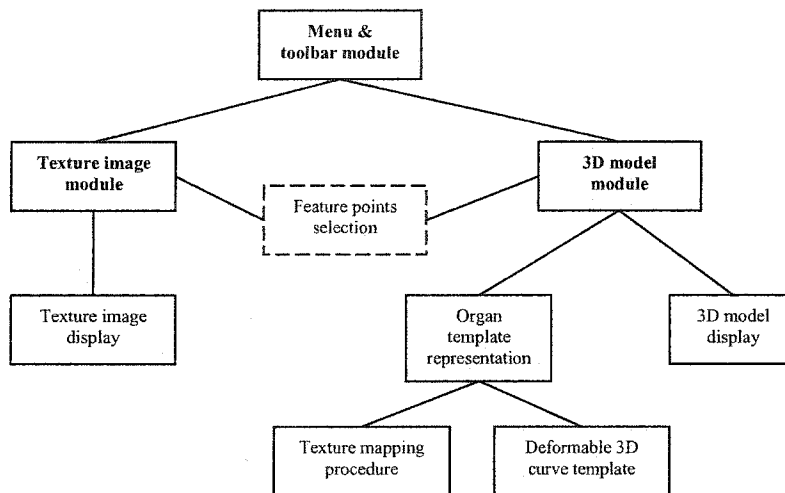 Menu &
toolbar module
Texture image
module
3D model
module
Feature points
selection
Texture image
display
Organ
template
representation
3D model
display
Texture mapping
procedure
Deformable 3D
curve template